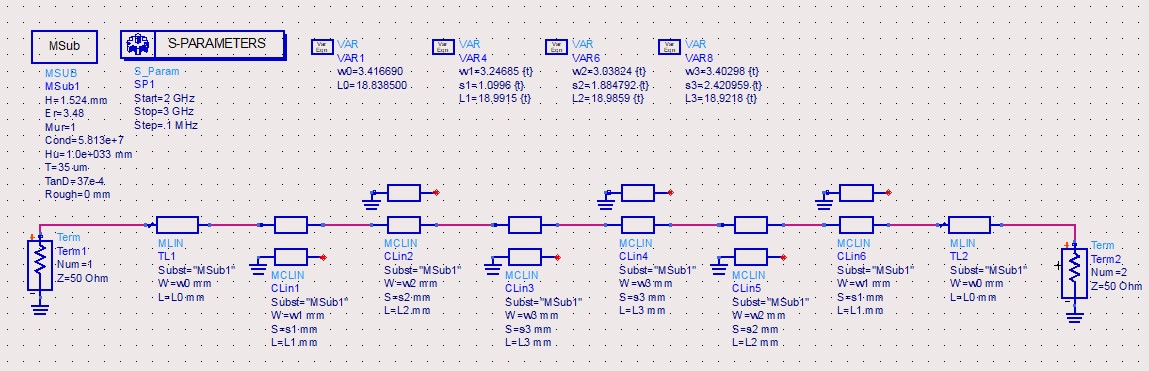 MSub
MSUB
MSub1
H=1.524 mm
Er=3.48
Mur=1
Cond=5.813e+7
Hu=1.0e+033 mm
T=35 um
TanD=37e-4
Rough=0 mm
S-PARAMETERS
S_Param
SP1
Start=2 GHz
Stop=3 GHz
Step=.1 MHz
Var
Eqn
VAR
VAR1
w0=3.416690
L0=18.838500
Var
Eqn
VAR
VAR4
w1=3.24685 {t}
s1=1.0996 {t}
L1=18.9915 {t}
Var
Eqn
VAR
VAR6
w2=3.03824 {t}
s2=1.884792 {t}
L2=18.9859 {t}
Var
Eqn
VAR
VAR8
w3=3.40298 {t}
s3=2.420959 {t}
L3=18.9218 {t}
Term
Term1
Num=1
Z=50 Ohm
MLIN
TL1
Subst="MSub1"
W=w0 mm
L=L0 mm
MCLIN
CLin1
Subst="MSub1"
W=w1 mm
S=s1 mm
L=L1 mm
MCLIN
CLin2
Subst="MSub1"
W=w2 mm
S=s2 mm
L=L2 mm
MCLIN
CLin3
Subst="MSub1"
W=w3 mm
S=s3 mm
L=L3 mm
MCLIN
CLin4
Subst="MSub1"
W=w3 mm
S=s3 mm
L=L3 mm
MCLIN
CLin5
Subst="MSub1"
W=w2 mm
S=s2 mm
L=L2 mm
MCLIN
CLin6
Subst="MSub1"
W=w1 mm
S=s1 mm
L=L1 mm
MLIN
TL2
Subst="MSub1"
W=w0 mm
L=L0 mm
Term
Term2
Num=2
Z=50 Ohm